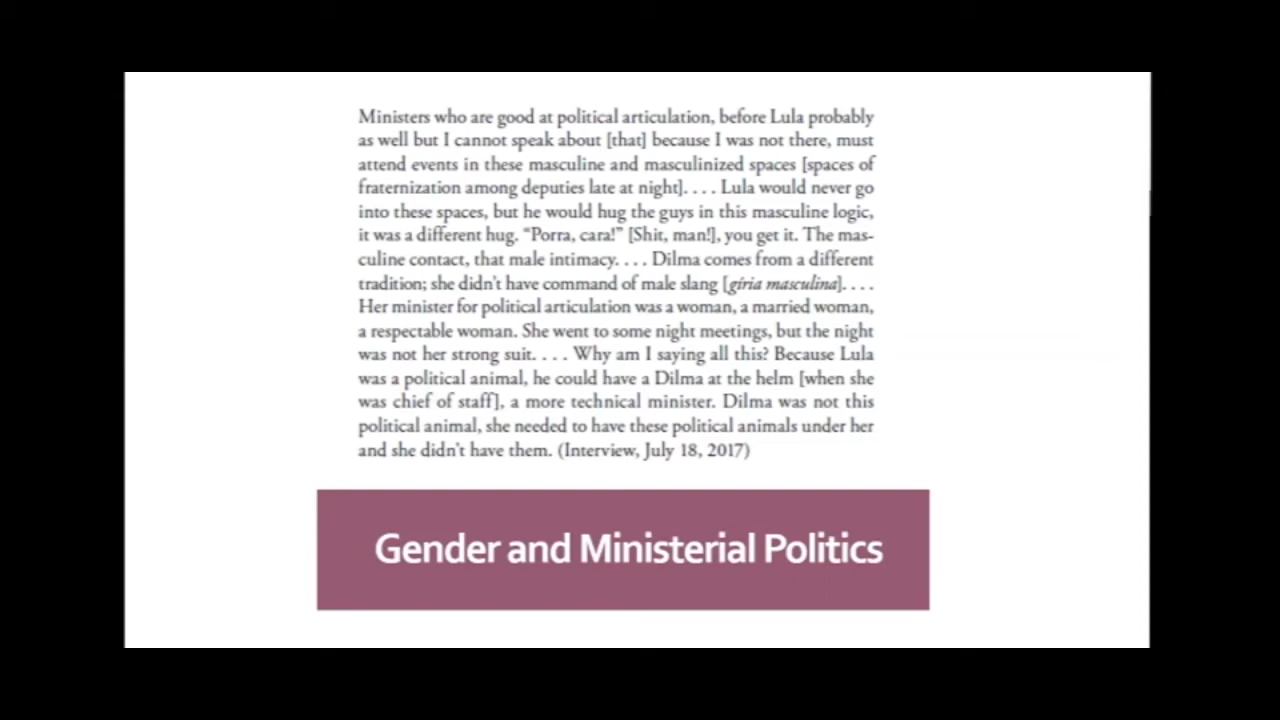 Ministers who are good at political articulation, before Lula probably
as well but I cannot speak about [that] because I was not there, must
attend events in these masculine and masculinized spaces [spaces of
fraternization among deputies late at night]. . . . Lula would never go
into these spaces, but he would hug the guys in this masculine logic,
it was a different hug. “Porra, cara!” [Shit, man!], you get it. The mas-
culine contact, that male intimacy. . . . Dilma comes from a different
tradition; she didn’t have command of male slang [gíria masculina]. . . .
Her minister for political articulation was a woman, a married woman,
a respectable woman. She went to some night meetings, but the night
was not her strong suit. . . . Why am I saying all this? Because Lula
was a political animal, he could have a Dilma at the helm [when she
was chief of staff], a more technical minister. Dilma was not this
political animal, she needed to have these political animals under her
and she didn’t have them. (Interview, July 18, 2017)
Gender and Ministerial Politics